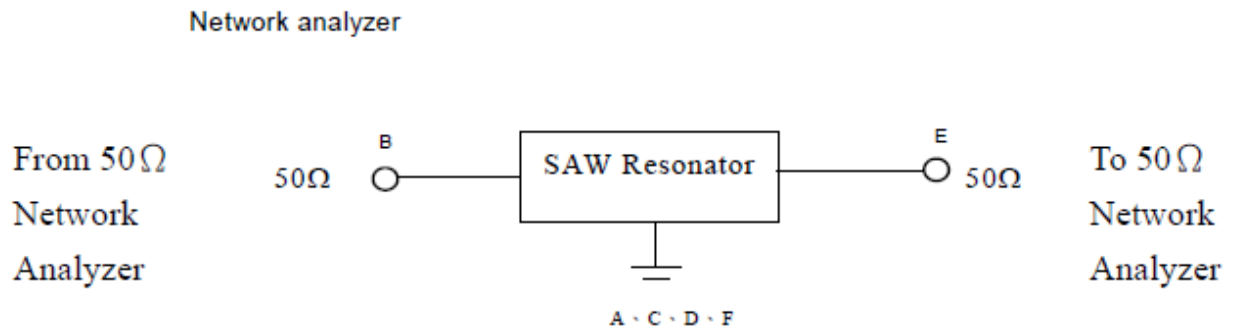 Network analyzer
From 50Ω
Network
Analyzer
50Ω
B
SAW Resonator
E
50Ω
To 50Ω
Network
Analyzer
A、C、D、F